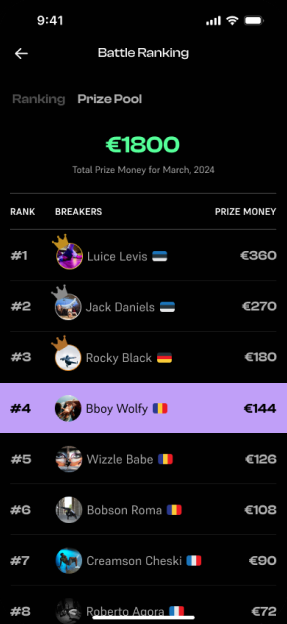 9:41
Battle Ranking
Ranking Prize Pool
€1800
Total Prize Money for March, 2024
RANK BREAKERS PRIZE MONEY
#1 Luice Levis €360
#2 Jack Daniels €270
#3 Rocky Black €180
#4 Bboy Wolfy €144
#5 Wizzle Babe €126
#6 Bobson Roma €108
#7 Creamson Cheski €90
#8 Roberto Agora €72